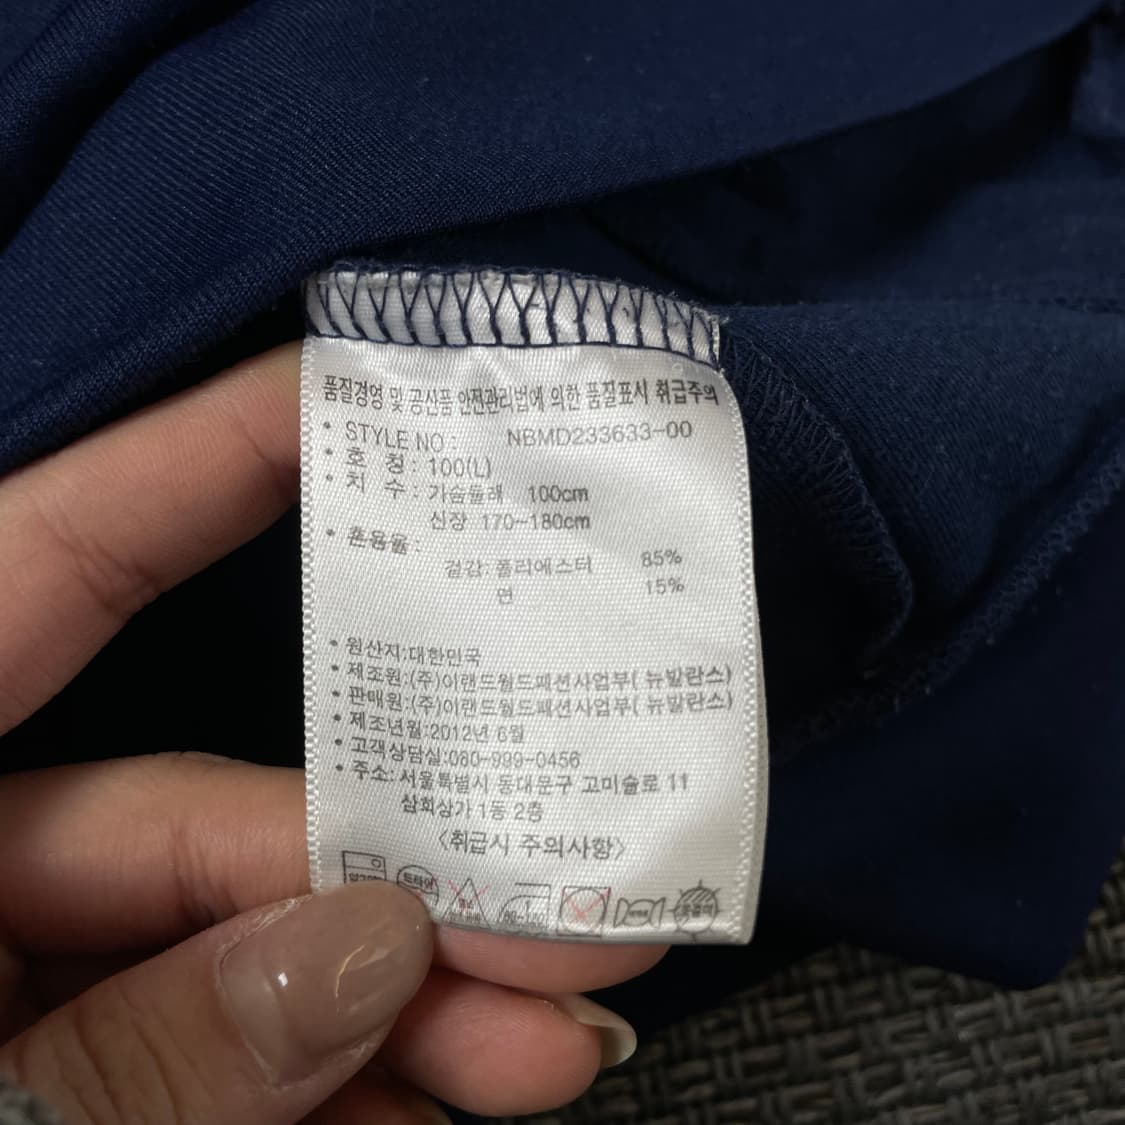 품질경영 및 공산품 안전관리법에 의한 품질표시 취급주의
• STYLE NO : NBMD233633-00
• 호 칭 : 100(L)
• 치 수 : 가슴둘레 100cm
신장 170~180cm
• 혼용율 :
겉감: 폴리에스터 85%
면 15%
• 원산지:대한민국
• 제조원:(주)이랜드월드패션사업부( 뉴발란스)
• 판매원:(주)이랜드월드패션사업부( 뉴발란스)
• 제조년월:2012년 6월
• 고객상담실:080-999-0456
• 주소: 서울특별시 동대문구 고미술로 11
삼희상가 1동 2층
<취급시 주의사항>
드라이